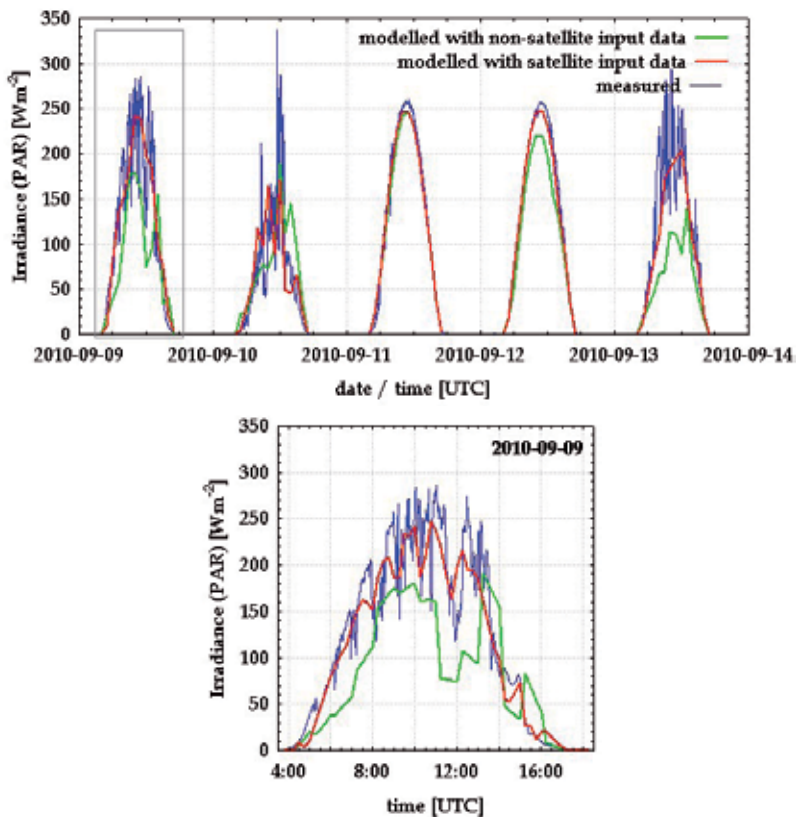 350
modelled with non-satellite input data
300
modelled with satellite input data
250
measured
200
150
100
50
0
Irradiance (PAR) [Wm-2]
2010-09-09 2010-09-10 2010-09-11 2010-09-12 2010-09-13 2010-09-14
date / time [UTC]
350
2010-09-09
300
250
200
150
100
50
0
Irradiance (PAR) [Wm-2]
4:00 8:00 12:00 16:00
time [UTC]